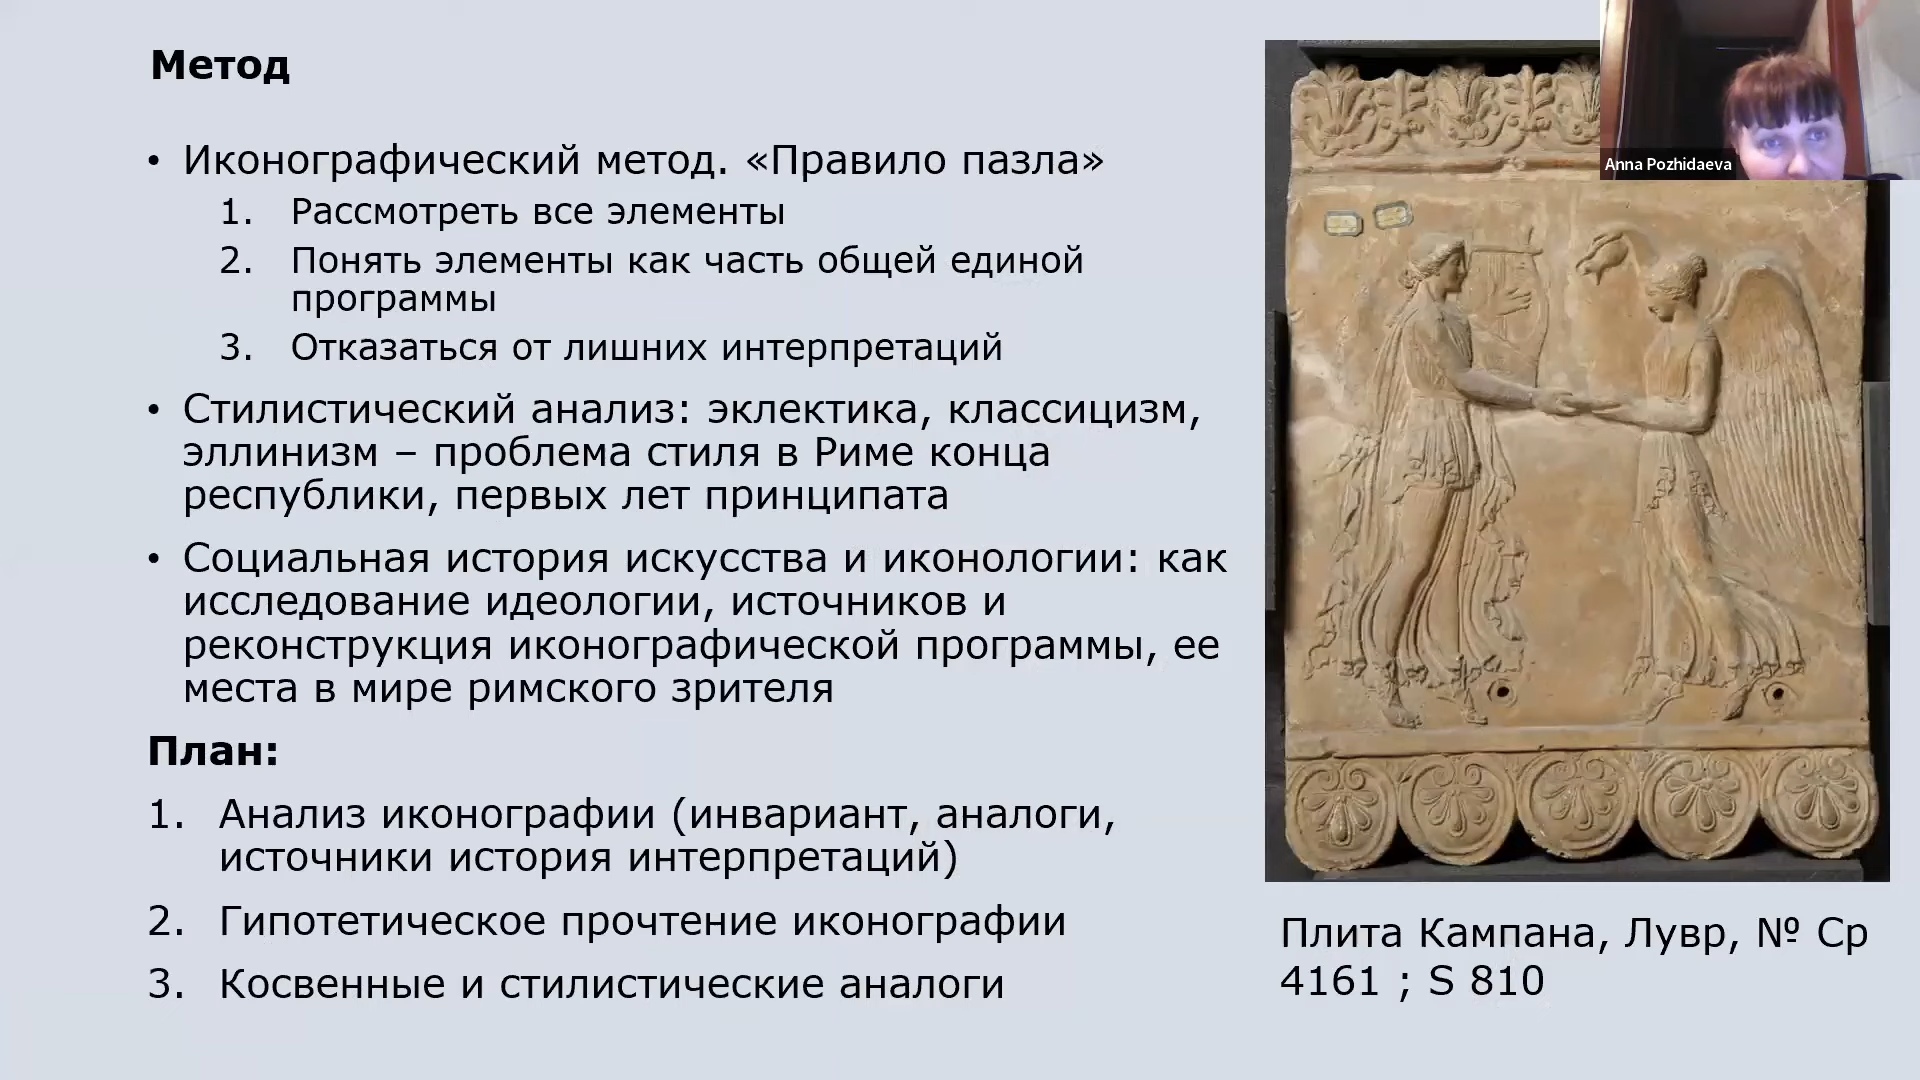 Метод
• Иконографический метод. «Правило пазла»
1. Рассмотреть все элементы
2. Понять элементы как часть общей единой
программы
3. Отказаться от лишних интерпретаций
• Стилистический анализ: эклектика, классицизм,
эллинизм – проблема стиля в Риме конца
республики, первых лет принципата
• Социальная история искусства и иконологии: как
исследование идеологии, источников и
реконструкция иконографической программы, ее
места в мире римского зрителя
План:
1. Анализ иконографии (инвариант, аналоги,
источники история интерпретаций)
2. Гипотетическое прочтение иконографии
3. Косвенные и стилистические аналоги
Anna Pozhidaeva
Плита Кампана, Лувр, № Cp
4161 ; S 810